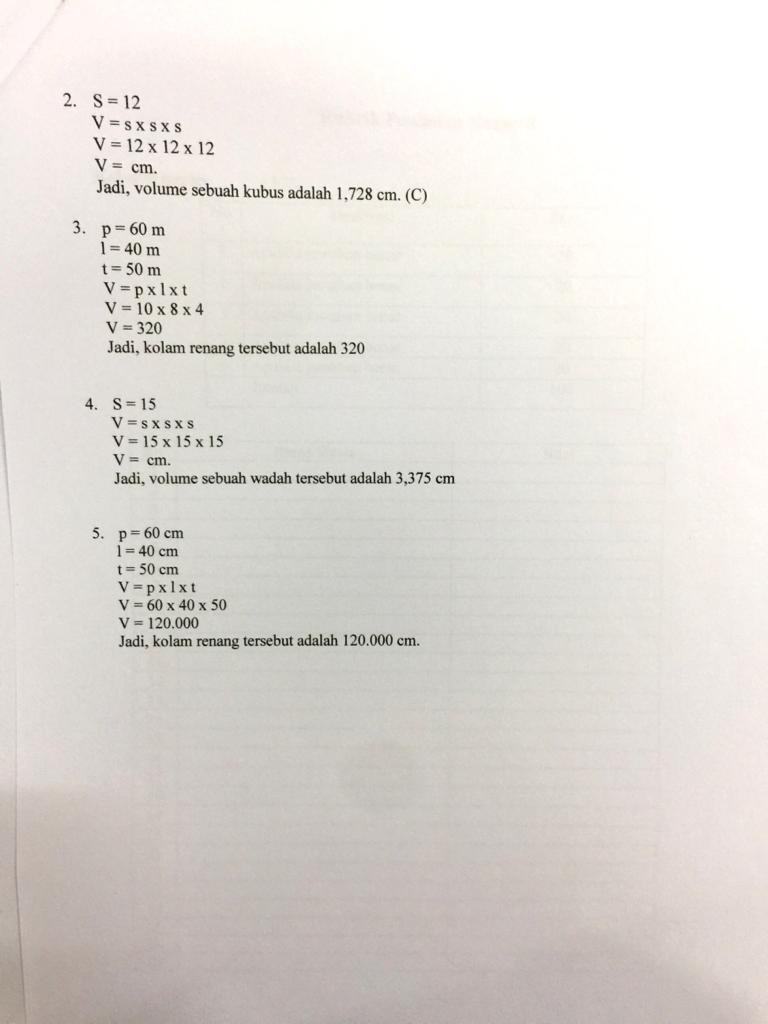 2. S = 12
V = s x s x s
V = 12 x 12 x 12
V = cm.
Jadi, volume sebuah kubus adalah 1,728 cm. (C)
3. p = 60 m
l = 40 m
t = 50 m
V = p x l x t
V = 10 x 8 x 4
V = 320
Jadi, kolam renang tersebut adalah 320
4. S = 15
V = s x s x s
V = 15 x 15 x 15
V = cm.
Jadi, volume sebuah wadah tersebut adalah 3,375 cm
5. p = 60 cm
l = 40 cm
t = 50 cm
V = p x l x t
V = 60 x 40 x 50
V = 120.000
Jadi, kolam renang tersebut adalah 120.000 cm.